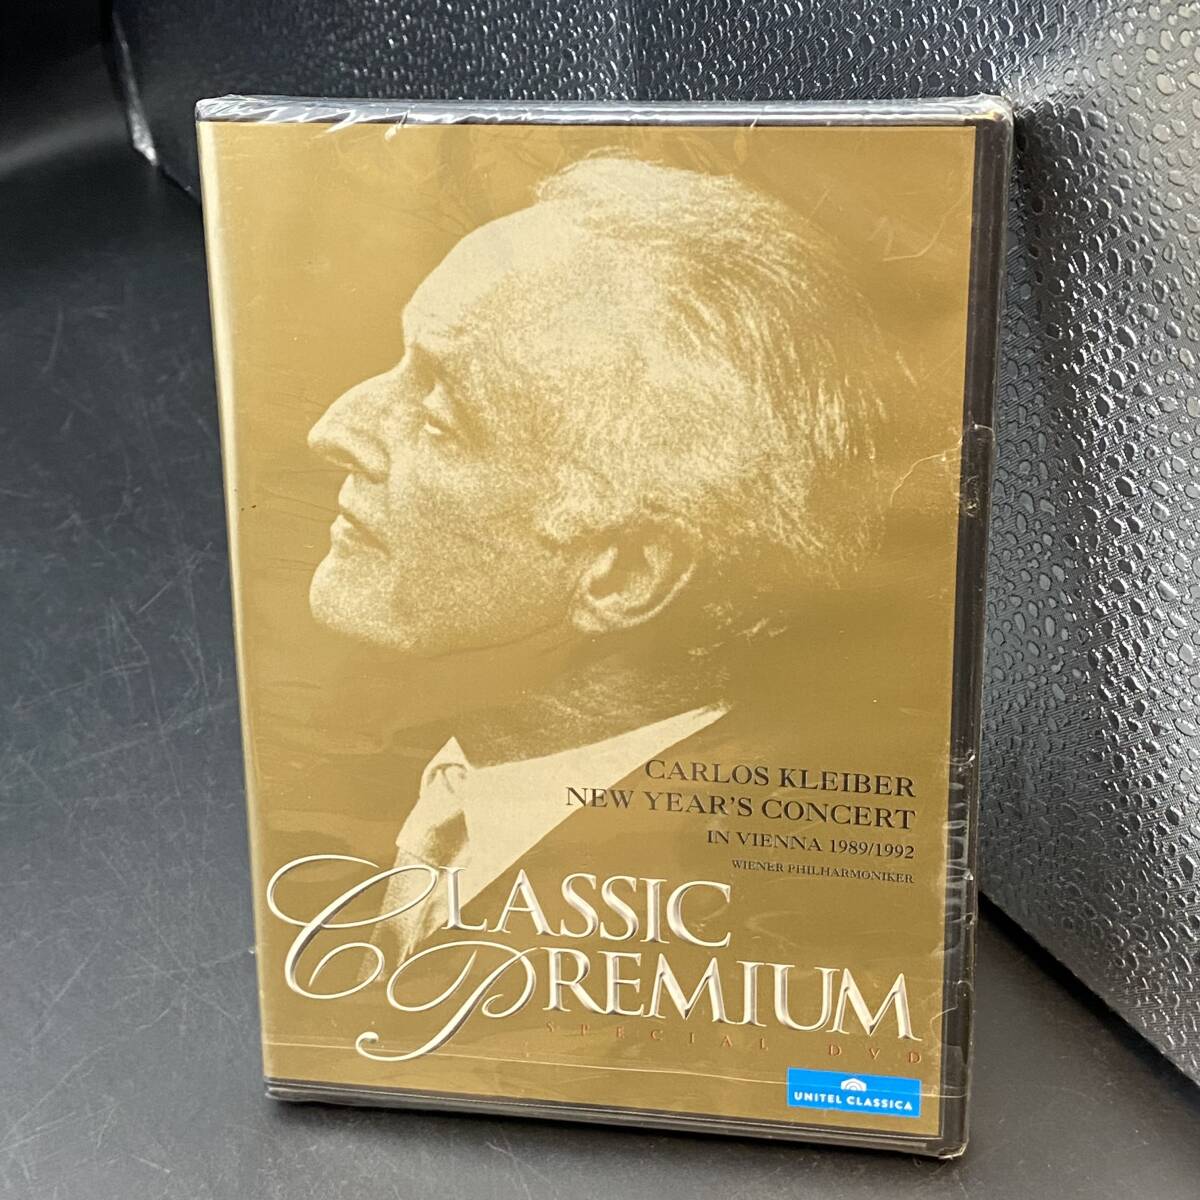 CARLOS KLEIBER
NEW YEAR'S CONCERT
IN VIENNA 1989/1992
WIENER PHILHARMONIKER
CLASSIC
PREMIUM
SPECIAL DVD
UNITEL CLASSICA